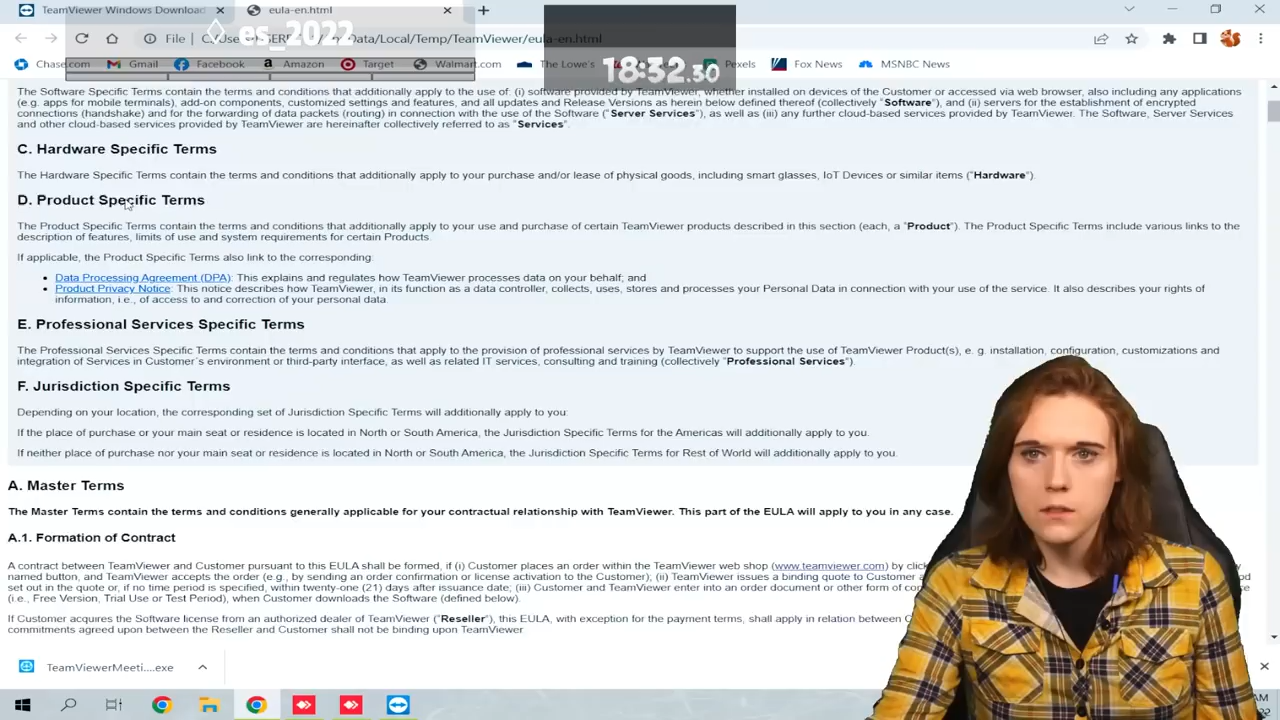 TeamViewer Windows Download
eula-en.html
es_2022
File
Data/Local/Temp/TeamViewer/eula-en.html
18:32.30
Chase.com
Gmail
Facebook
Amazon
Target
Walmart.com
The Lowe's
Pexels
Fox News
MSNBC News
The Software Specific Terms contain the terms and conditions that additionally apply to the use of: (i) software provided by TeamViewer, whether installed on devices of the Customer or accessed via web browser, also including any applications
(e.g. apps for mobile terminals), add-on components, customized settings and features, and all updates and Release Versions as herein below defined thereof (collectively "Software"), and (ii) servers for the establishment of encrypted
connections (handshake) and for the forwarding of data packets (routing) in connection with the use of the Software ("Server Services"), as well as (iii) any further cloud-based services provided by TeamViewer. The Software, Server Services
and other cloud-based services provided by TeamViewer are hereinafter collectively referred to as "Services".
C. Hardware Specific Terms
The Hardware Specific Terms contain the terms and conditions that additionally apply to your purchase and/or lease of physical goods, including smart glasses, IoT Devices or similar items ("Hardware").
D. Product Specific Terms
The Product Specific Terms contain the terms and conditions that additionally apply to your use and purchase of certain TeamViewer products described in this section (each, a "Product"). The Product Specific Terms include various links to the
description of features, limits of use and system requirements for certain Products.
If applicable, the Product Specific Terms also link to the corresponding:
Data Processing Agreement (DPA): This explains and regulates how TeamViewer processes data on your behalf; and
Product Privacy Notice: This notice describes how TeamViewer, in its function as a data controller, collects, uses, stores and processes your Personal Data in connection with your use of the service. It also describes your rights of
information, i.e., of access to and correction of your personal data.
E. Professional Services Specific Terms
The Professional Services Specific Terms contain the terms and conditions that apply to the provision of professional services by TeamViewer to support the use of TeamViewer Product(s), e. g. installation, configuration, customizations and
integration of Services in Customer`s environment or third-party interface, as well as related IT services, consulting and training (collectively "Professional Services").
F. Jurisdiction Specific Terms
Depending on your location, the corresponding set of Jurisdiction Specific Terms will additionally apply to you:
If the place of purchase or your main seat or residence is located in North or South America, the Jurisdiction Specific Terms for the Americas will additionally apply to you.
If neither place of purchase nor your main seat or residence is located in North or South America, the Jurisdiction Specific Terms for Rest of World will additionally apply to you.
A. Master Terms
The Master Terms contain the terms and conditions generally applicable for your contractual relationship with TeamViewer. This part of the EULA will apply to you in any case.
A.1. Formation of Contract
A contract between TeamViewer and Customer pursuant to this EULA shall be formed, if (i) Customer places an order within the TeamViewer web shop (www.teamviewer.com) by click
named button, and TeamViewer accepts the order (e.g., by sending an order confirmation or license activation to the Customer); (ii) TeamViewer issues a binding quote to Customer
set out in the quote or, if no time period is specified, within twenty-one (21) days after issuance date; (iii) Customer and TeamViewer enter into an order document or other form of
(i.e., Free Version, Trial Use or Test Period), when Customer downloads the Software (defined below).
If Customer acquires the Software license from an authorized dealer of TeamViewer ("Reseller"), this EULA, with exception for the payment terms, shall apply in relation between
commitments agreed upon between the Reseller and Customer shall not be binding upon TeamViewer
TeamViewerMeeti....exe
AM